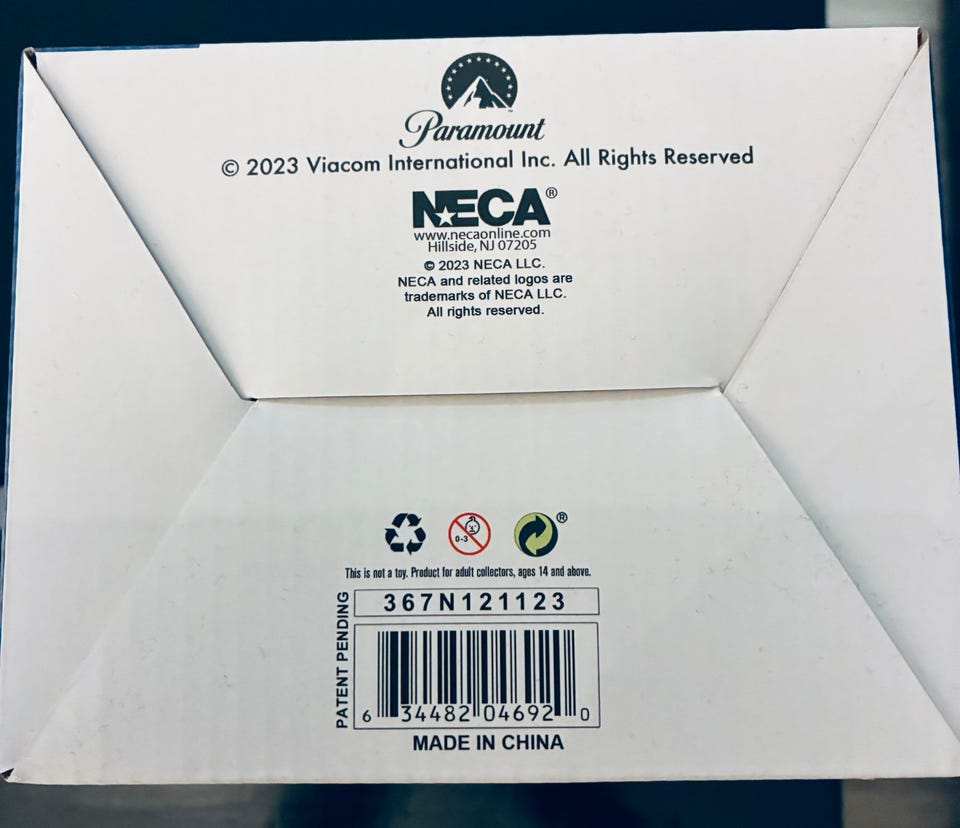 Paramount
© 2023 Viacom International Inc. All Rights Reserved
NECA®
www.necaonline.com
Hillside, NJ 07205
© 2023 NECA LLC.
NECA and related logos are
trademarks of NECA LLC.
All rights reserved.
0-3
®
This is not a toy. Product for adult collectors, ages 14 and above.
PATENT PENDING
367N121123
6 34482 04692 0
MADE IN CHINA